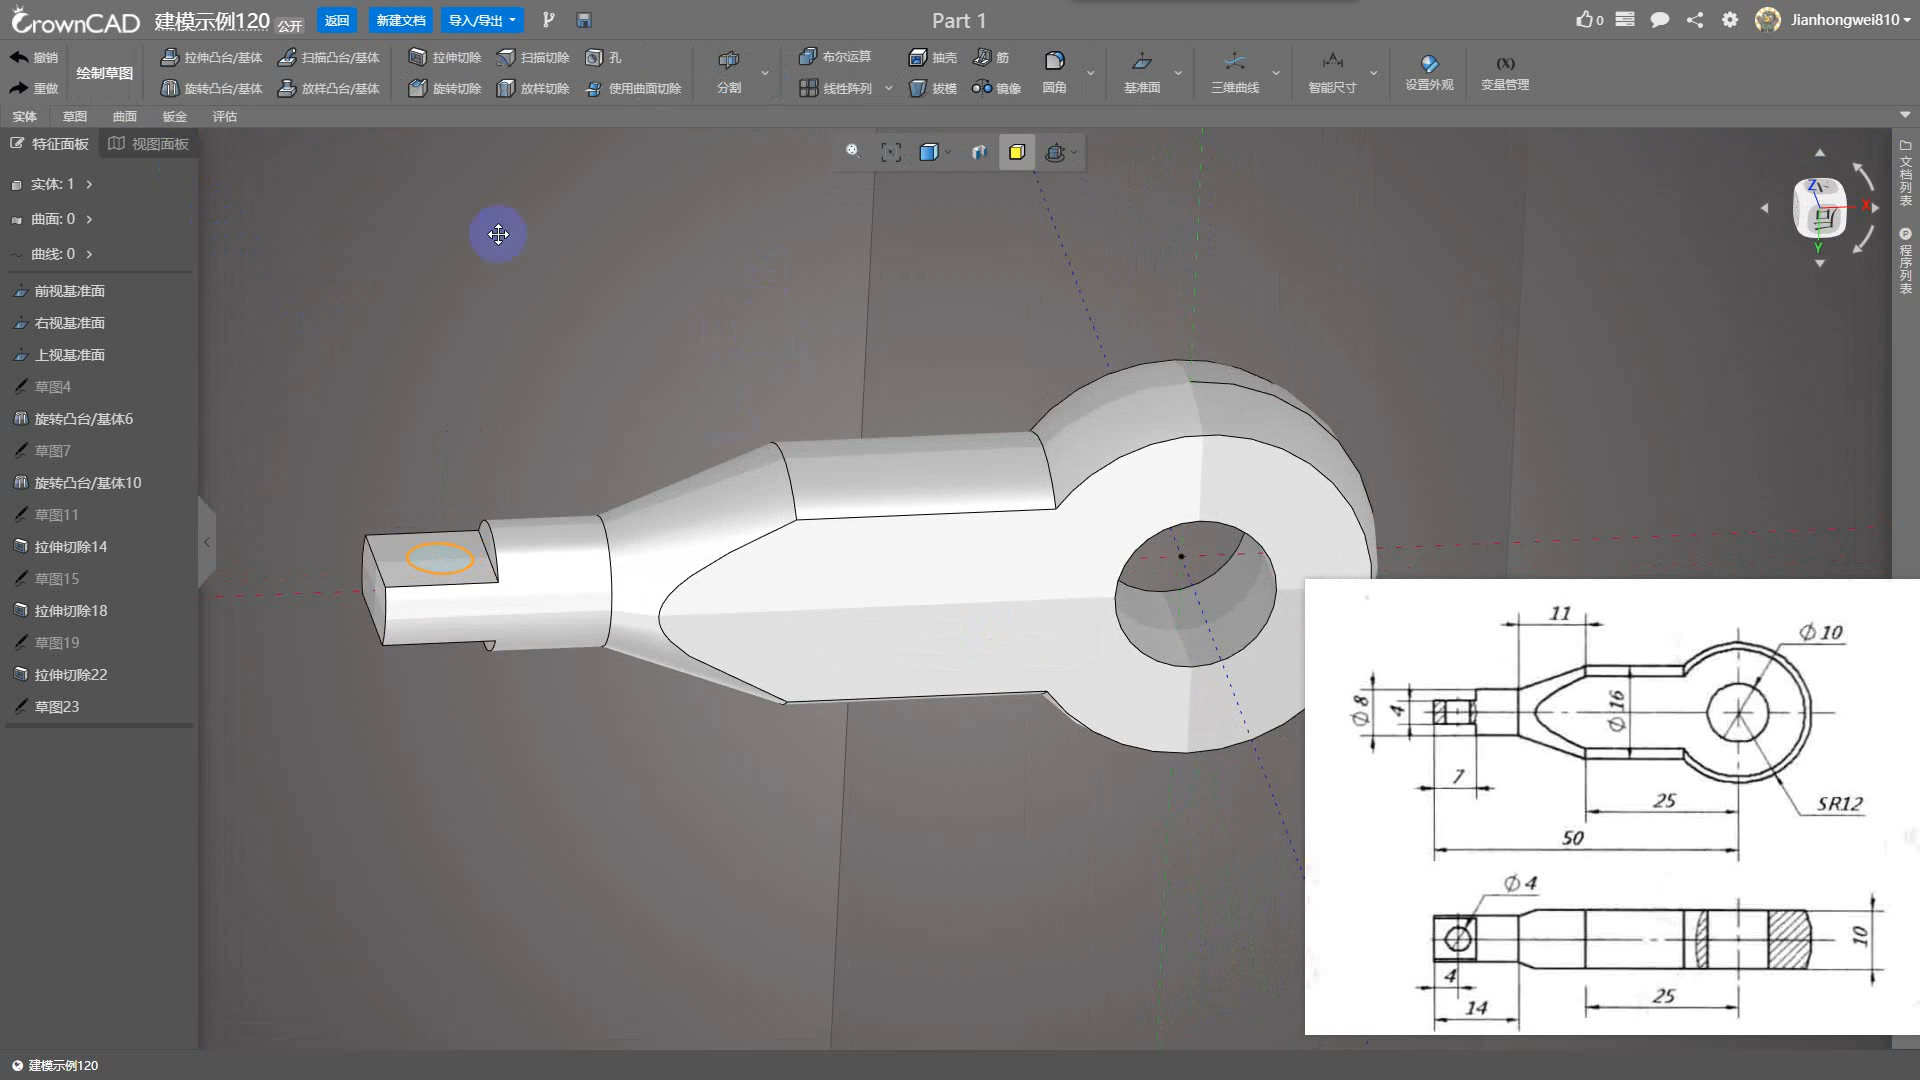 CrownCAD 建模示例120 公开 返回 新建文档 导入/导出 Part 1 0 Jianhongwei810
撤销 绘制草图 拉伸凸台/基体 扫描凸台/基体 拉伸切除 扫描切除 孔 分割 布尔运算 抽壳 筋 圆角 基准面 三维曲线 智能尺寸 设置外观 变量管理
重做 旋转凸台/基体 放样凸台/基体 旋转切除 放样切除 使用曲面切除 线性阵列 拔模 镜像
实体 草图 曲面 钣金 评估
特征面板 视图面板
实体: 1
曲面: 0
曲线: 0
前视基准面
右视基准面
上视基准面
草图4
旋转凸台/基体6
草图7
旋转凸台/基体10
草图11
拉伸切除14
草图15
拉伸切除18
草图19
拉伸切除22
草图23
Z
X
Y
文档列表
程序列表
11
Φ10
Φ8
4
Φ16
7
25
SR12
50
Φ4
10
4
25
14
建模示例120